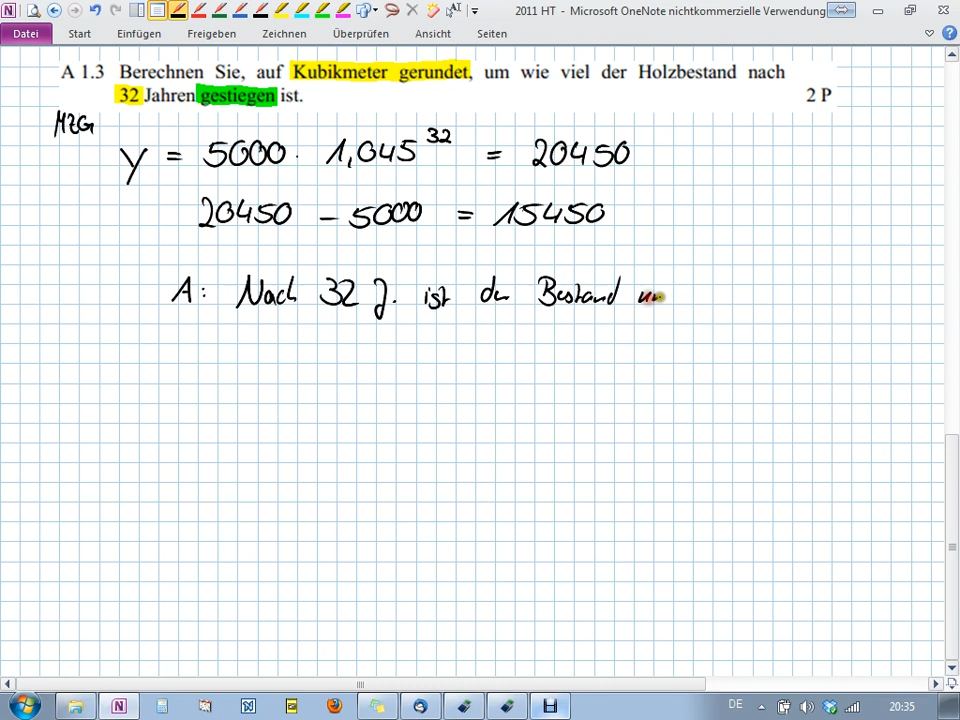 2011 HT - Microsoft OneNote nichtkommerzielle Verwendung
Datei Start Einfügen Freigeben Zeichnen Überprüfen Ansicht Seiten
A 1.3 Berechnen Sie, auf Kubikmeter gerundet, um wie viel der Holzbestand nach
32 Jahren gestiegen ist. 2 P
y = 5000 · 1,045^32 = 20450
20450 - 5000 = 15450
A: Nach 32 J. ist der Bestand um
DE 20:35